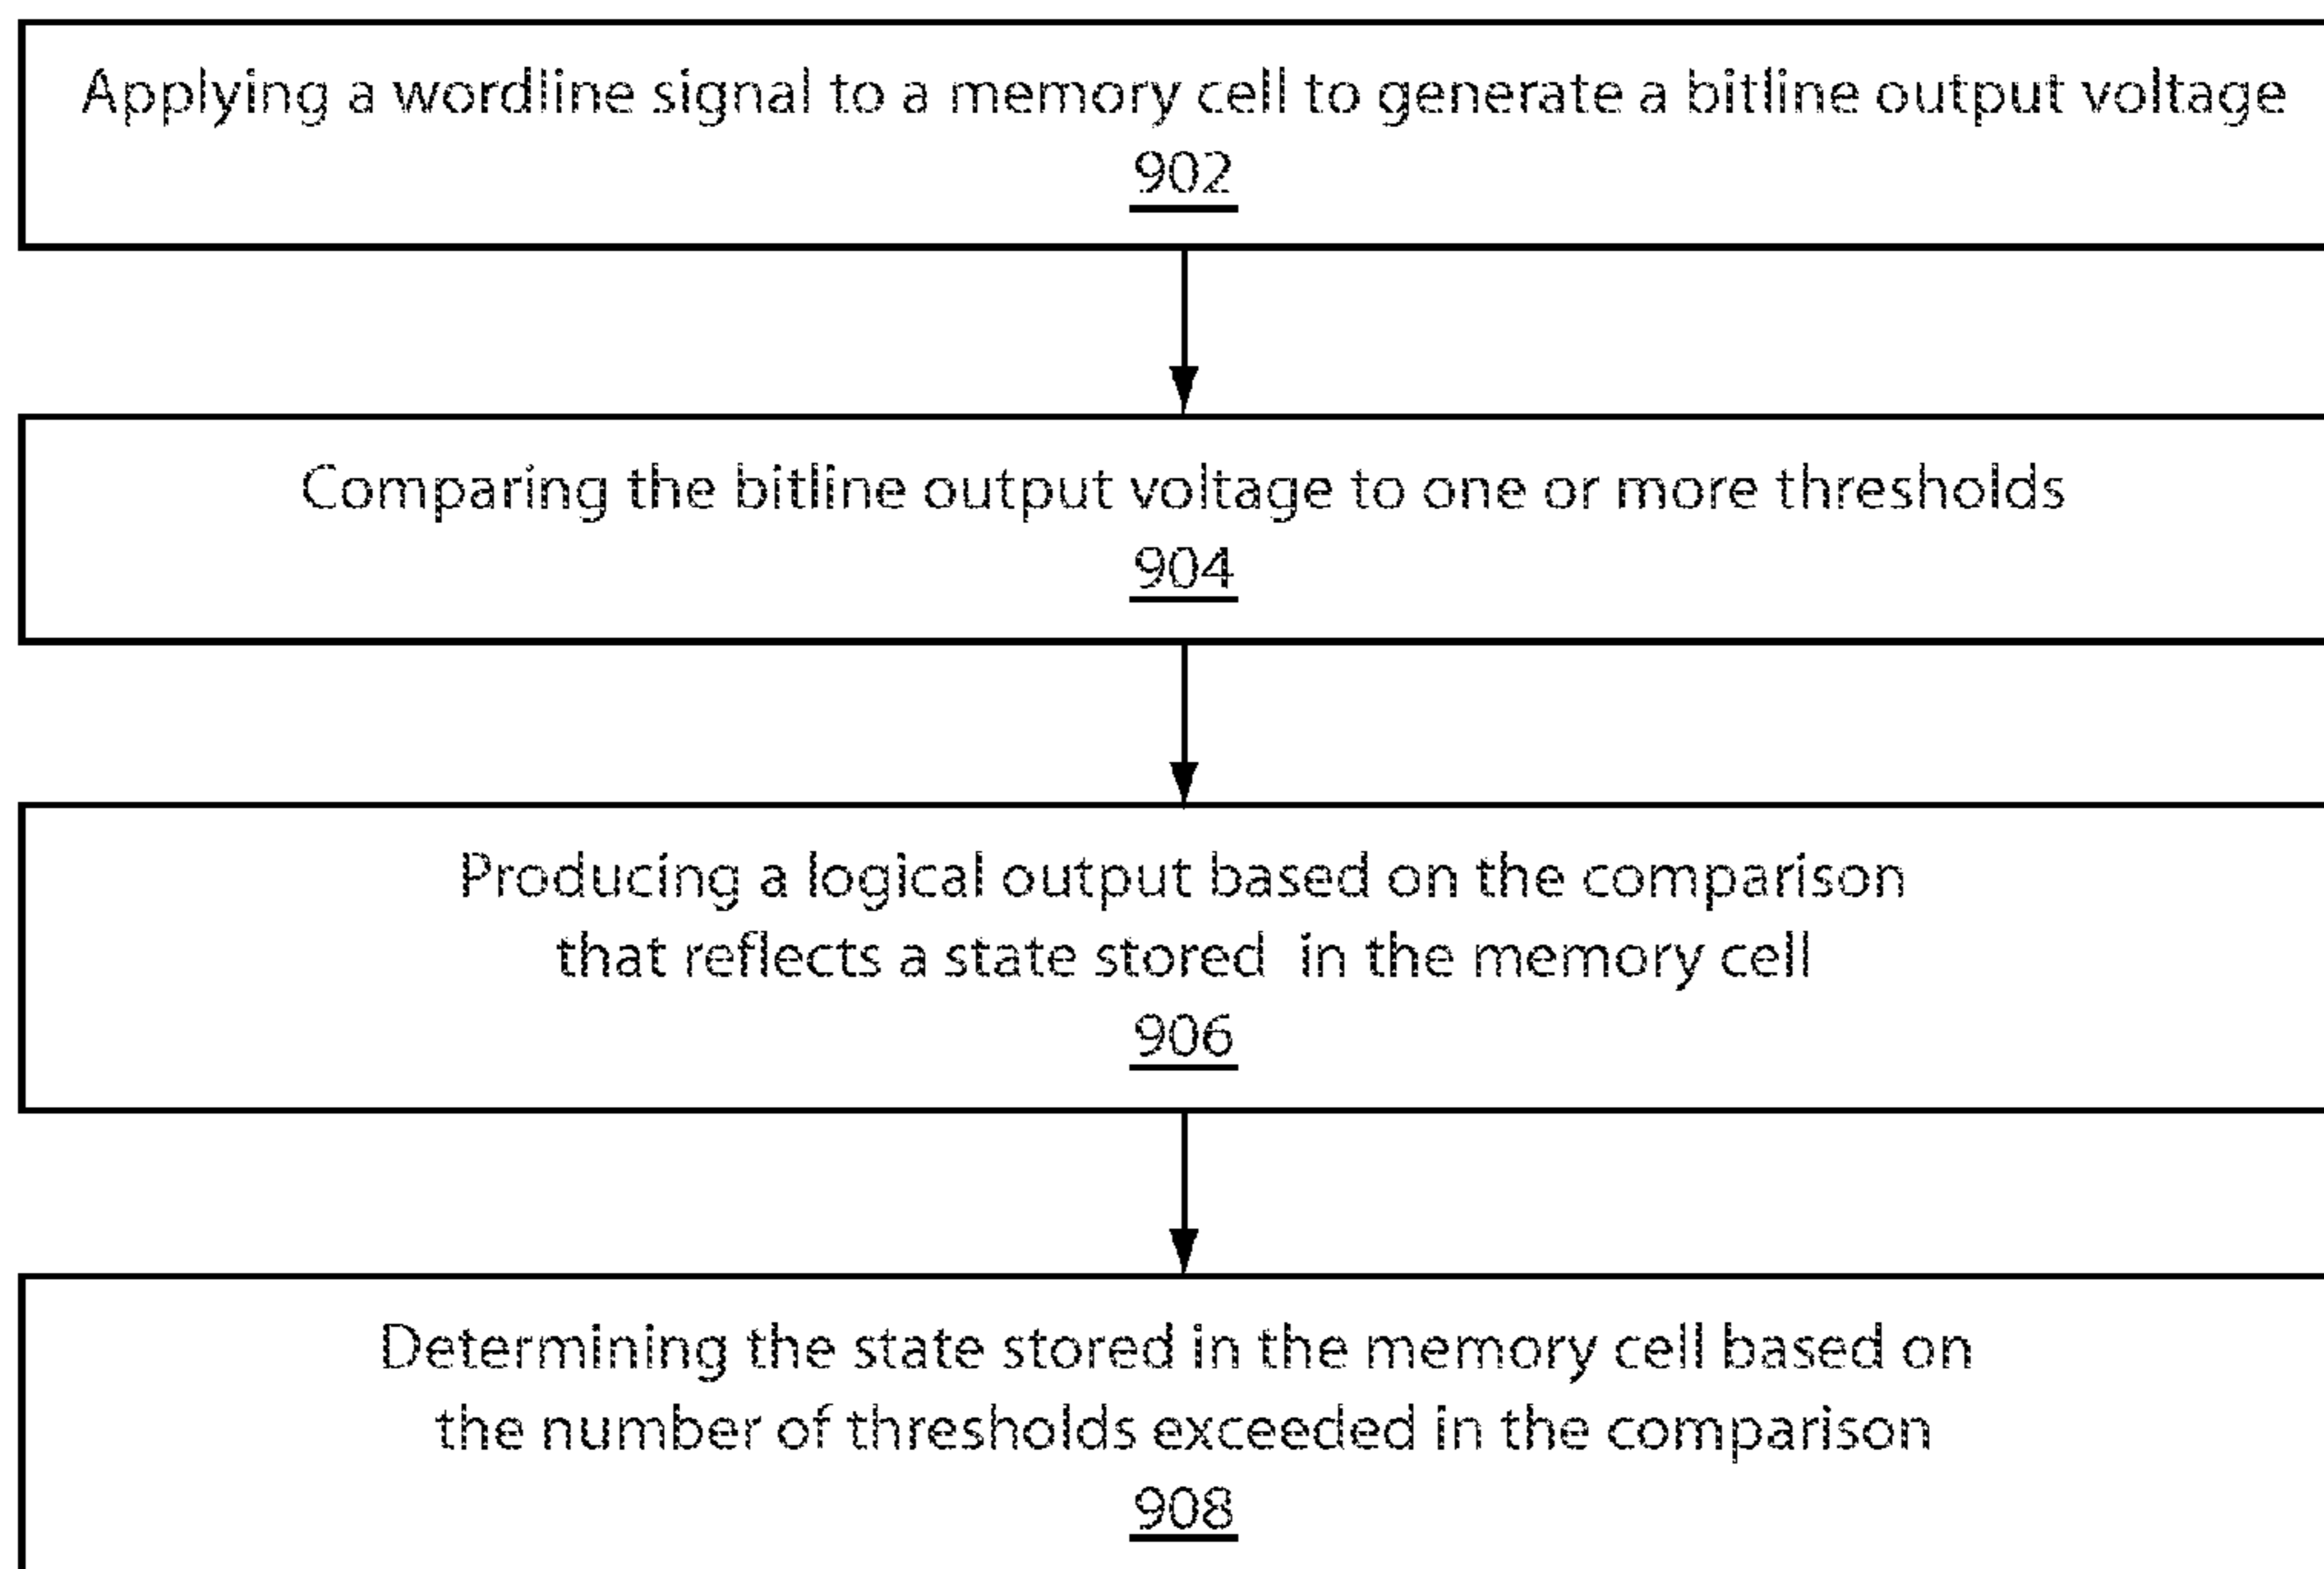 Applying a wordline signal to a memory cell to generate a bitline output voltage
902
Comparing the bitline output voltage to one or more thresholds
904
Producing a logical output based on the comparison
that reflects a state stored in the memory cell
906
Determining the state stored in the memory cell based on
the number of thresholds exceeded in the comparison
908